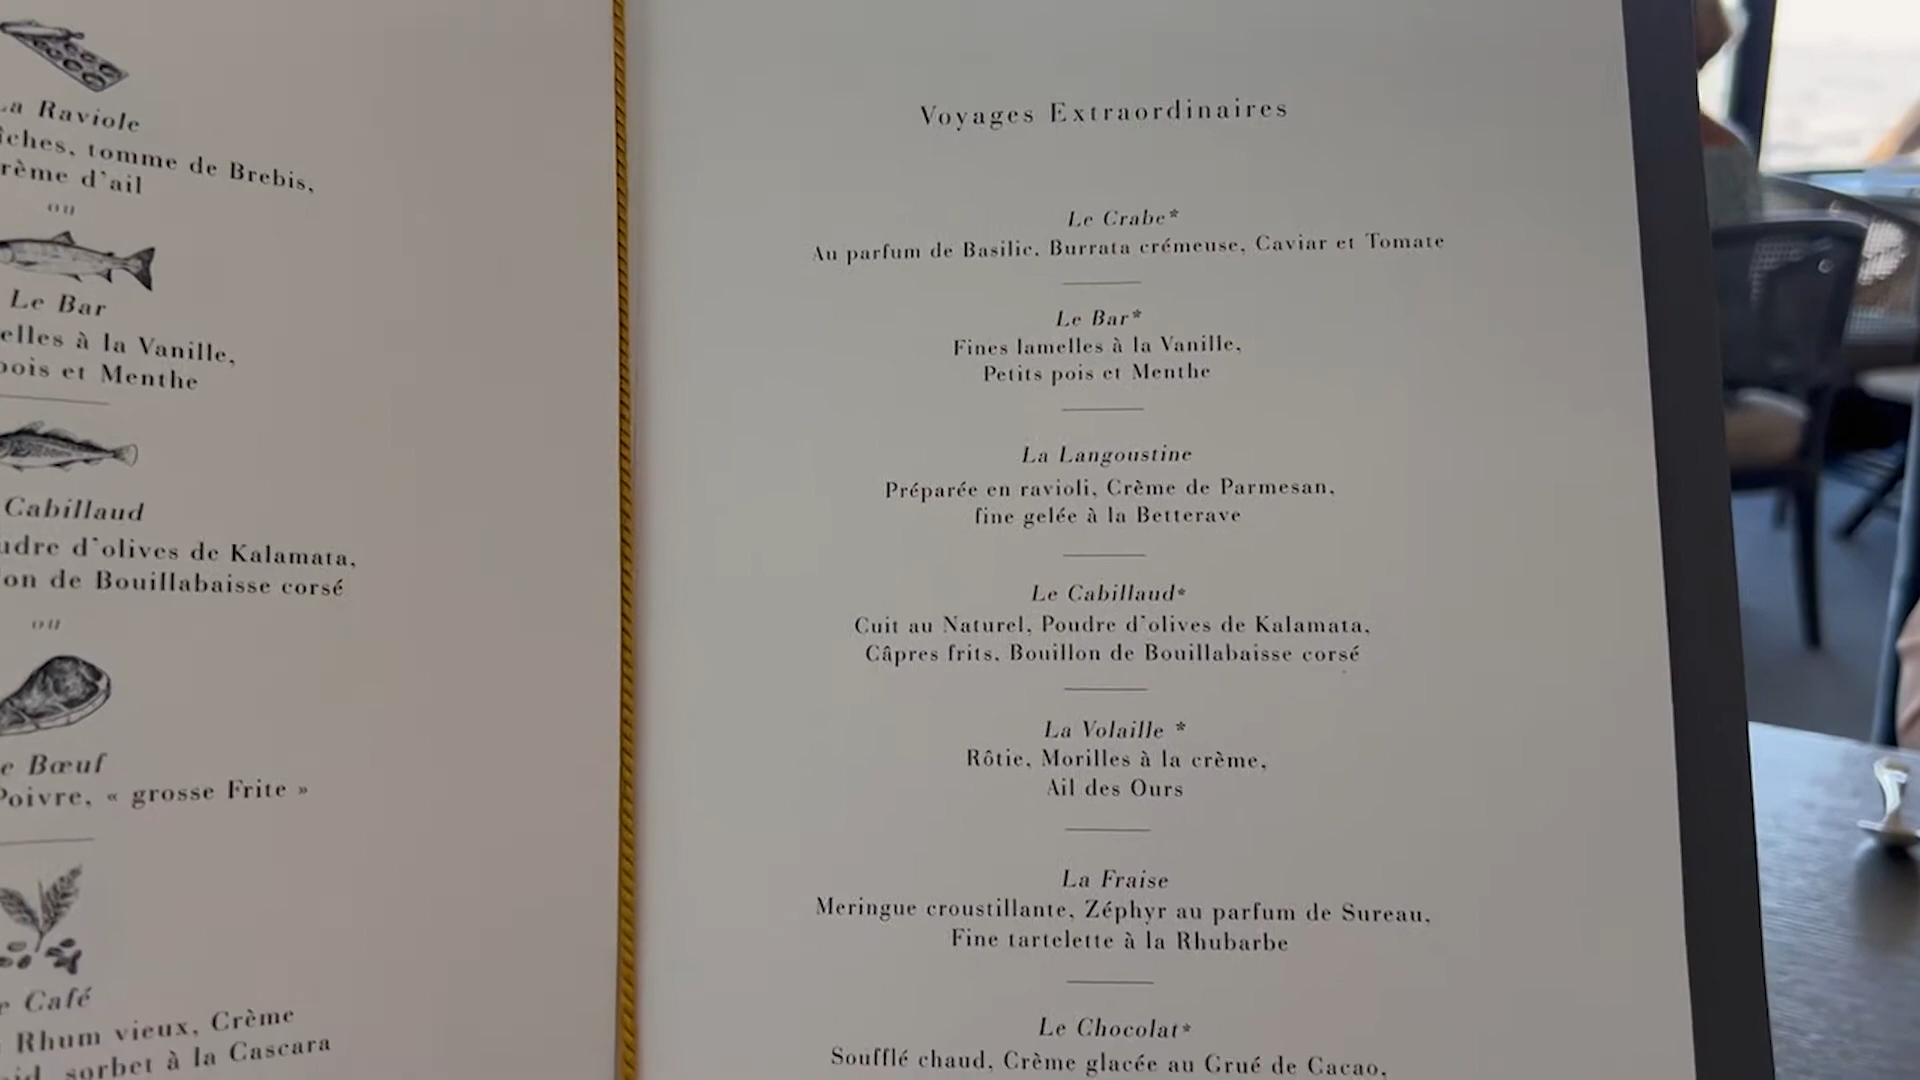 La Raviole
tomme de Brebis,
crème d'ail
ou
Le Bar
à la Vanille,
pois et Menthe
Cabillaud
d'olives de Kalamata,
de Bouillabaisse corsé
ou
Bœuf
Poivre, « grosse Frite »
Café
Rhum vieux, Crème
sorbet à la Cascara
Voyages Extraordinaires
Le Crabe*
Au parfum de Basilic, Burrata crémeuse, Caviar et Tomate
Le Bar*
Fines lamelles à la Vanille,
Petits pois et Menthe
La Langoustine
Préparée en ravioli, Crème de Parmesan,
fine gelée à la Betterave
Le Cabillaud*
Cuit au Naturel, Poudre d'olives de Kalamata,
Câpres frits, Bouillon de Bouillabaisse corsé
La Volaille *
Rôtie, Morilles à la crème,
Ail des Ours
La Fraise
Meringue croustillante, Zéphyr au parfum de Sureau,
Fine tartelette à la Rhubarbe
Le Chocolat*
Soufflé chaud, Crème glacée au Grué de Cacao,